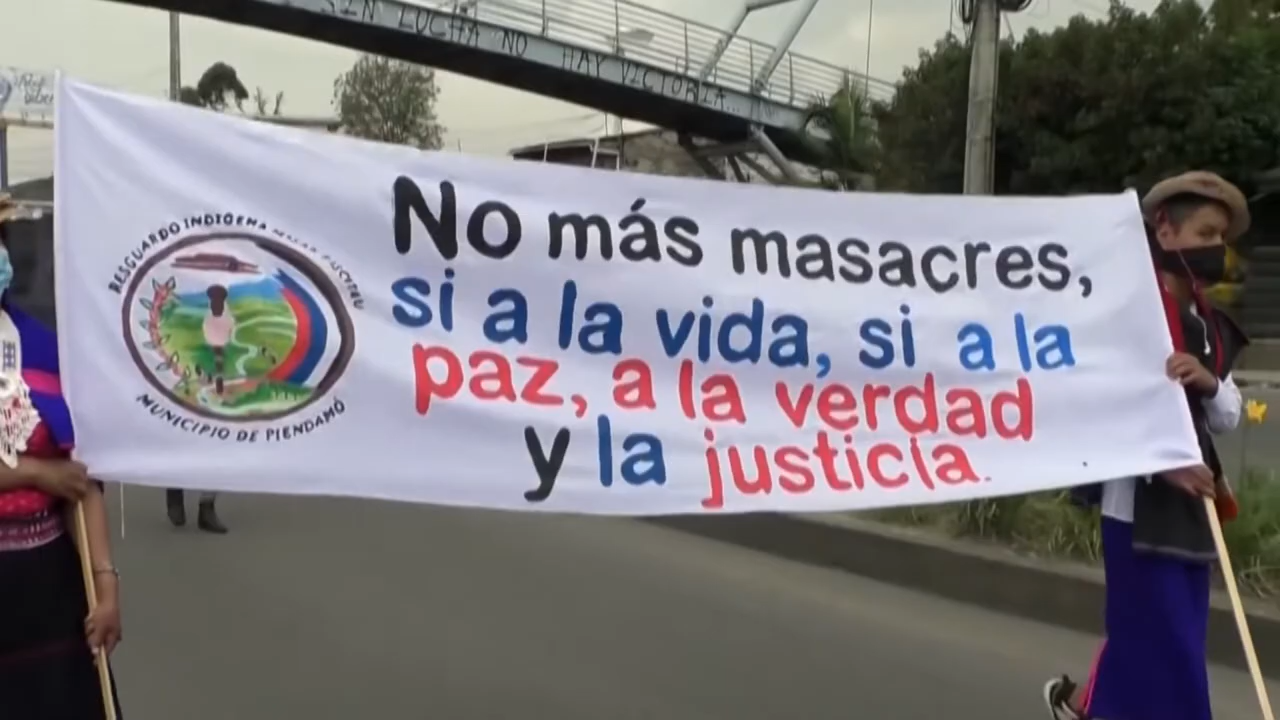 SIN LUCHA NO HAY VICTORIA...
No más masacres,
si a la vida, si a la
paz, a la verdad
y la justicia.
RESGUARDO INDIGENA
MUNICIPIO DE PIENDAMÓ